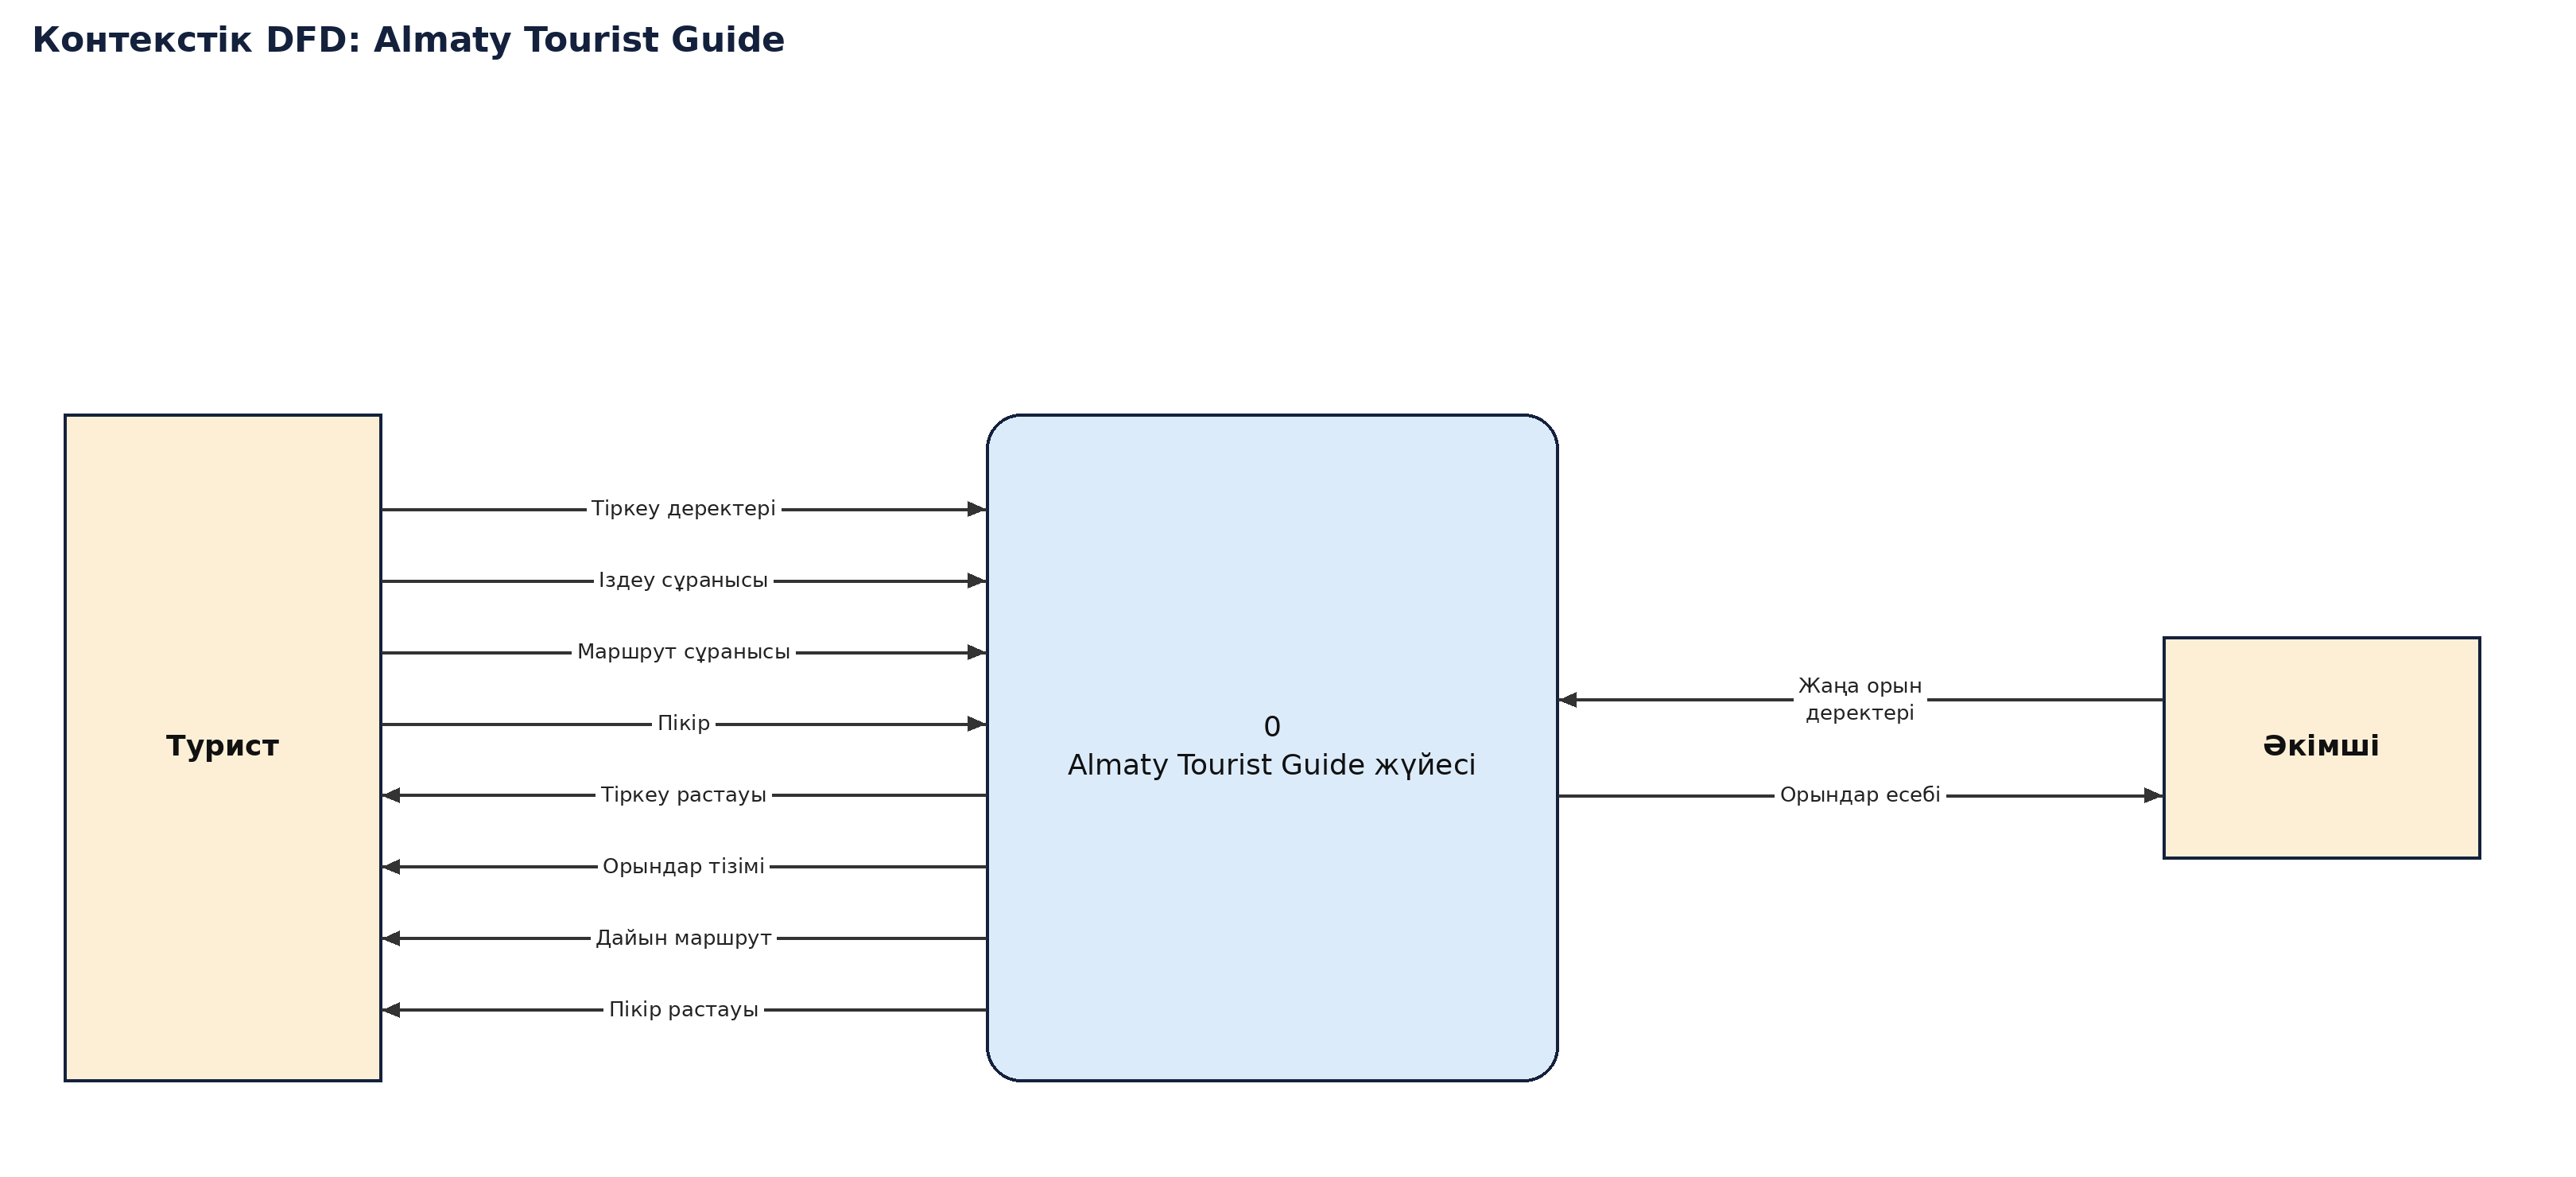 Контекстік DFD: Almaty Tourist Guide
Турист
Тіркеу деректері
Іздеу сұранысы
Маршрут сұранысы
Пікір
Тіркеу растауы
Орындар тізімі
Дайын маршрут
Пікір растауы
0
Almaty Tourist Guide жүйесі
Жаңа орын
деректері
Орындар есебі
Әкімші